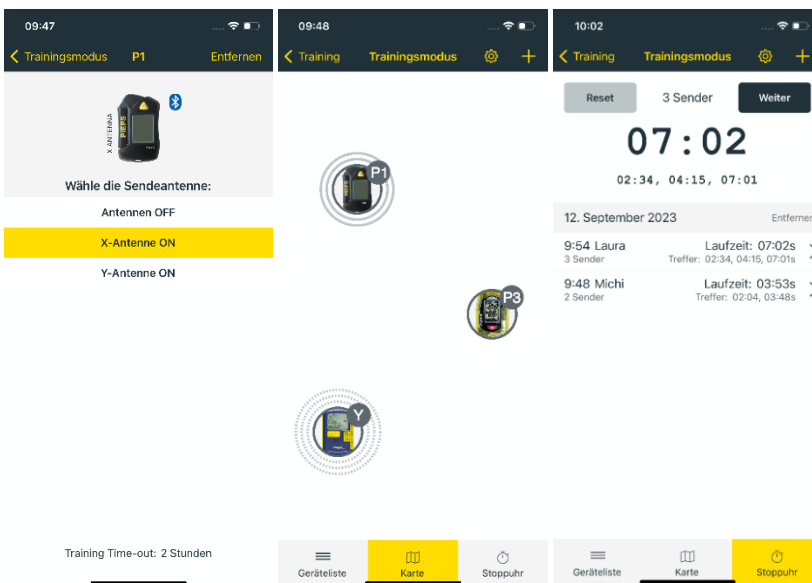 09:47
Trainingsmodus P1 Entfernen
X ANTENNA
PIEPS
Wähle die Sendeantenne:
Antennen OFF
X-Antenne ON
Y-Antenne ON
Training Time-out: 2 Stunden
09:48
Training Trainingsmodus
P1
P3
Y
Geräteliste Karte Stoppuhr
10:02
Training Trainingsmodus
Reset 3 Sender Weiter
07:02
02:34, 04:15, 07:01
12. September 2023 Entfernen
9:54 Laura Laufzeit: 07:02s
3 Sender Treffer: 02:34, 04:15, 07:01s
9:48 Michi Laufzeit: 03:53s
2 Sender Treffer: 02:04, 03:48s
Geräteliste Karte Stoppuhr